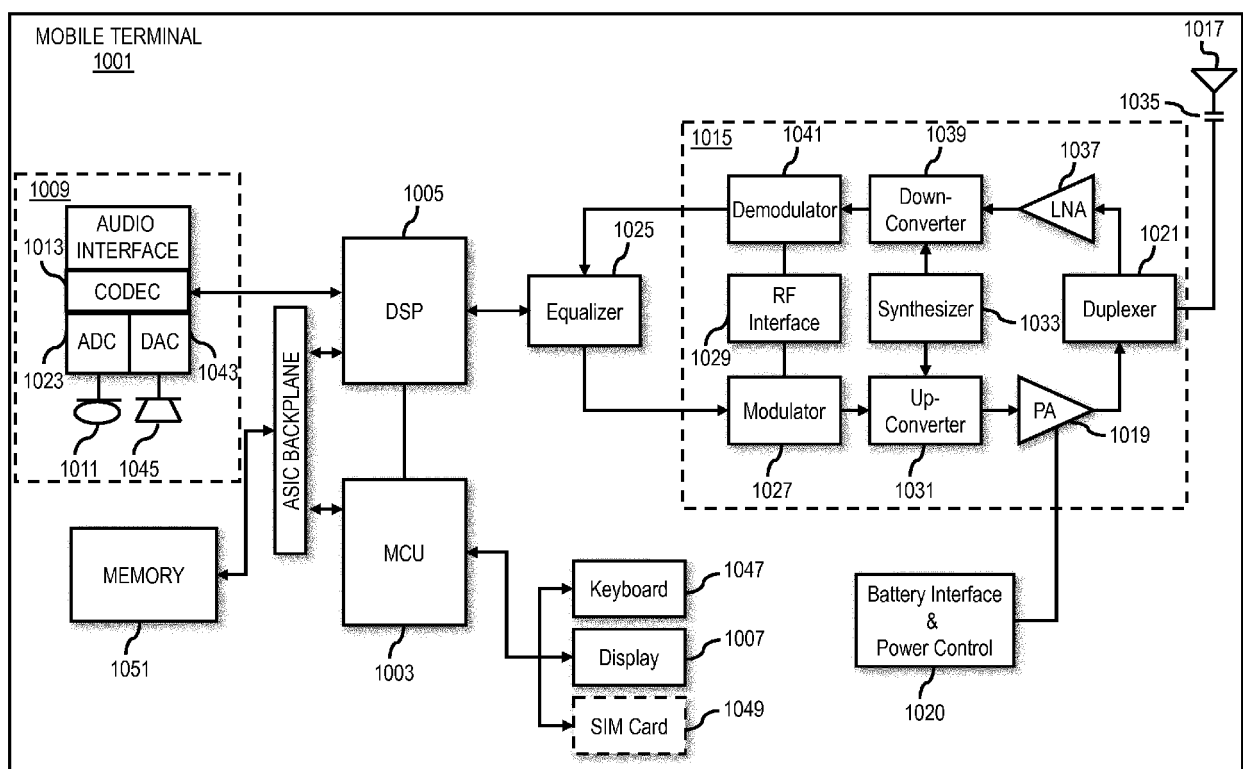 MOBILE TERMINAL
1001
1017
1035
1015
1041
1039
1037
LNA
1009
AUDIO
INTERFACE
1013
CODEC
ADC
DAC
1023
1043
1011
1045
1005
DSP
1025
Equalizer
Demodulator
Down-
Converter
1021
Duplexer
RF
Interface
1029
Synthesizer
1033
Modulator
1027
Up-
Converter
1031
PA
1019
ASIC BACKPLANE
MEMORY
1051
MCU
1003
Keyboard
1047
Display
1007
SIM Card
1049
Battery Interface
&
Power Control
1020